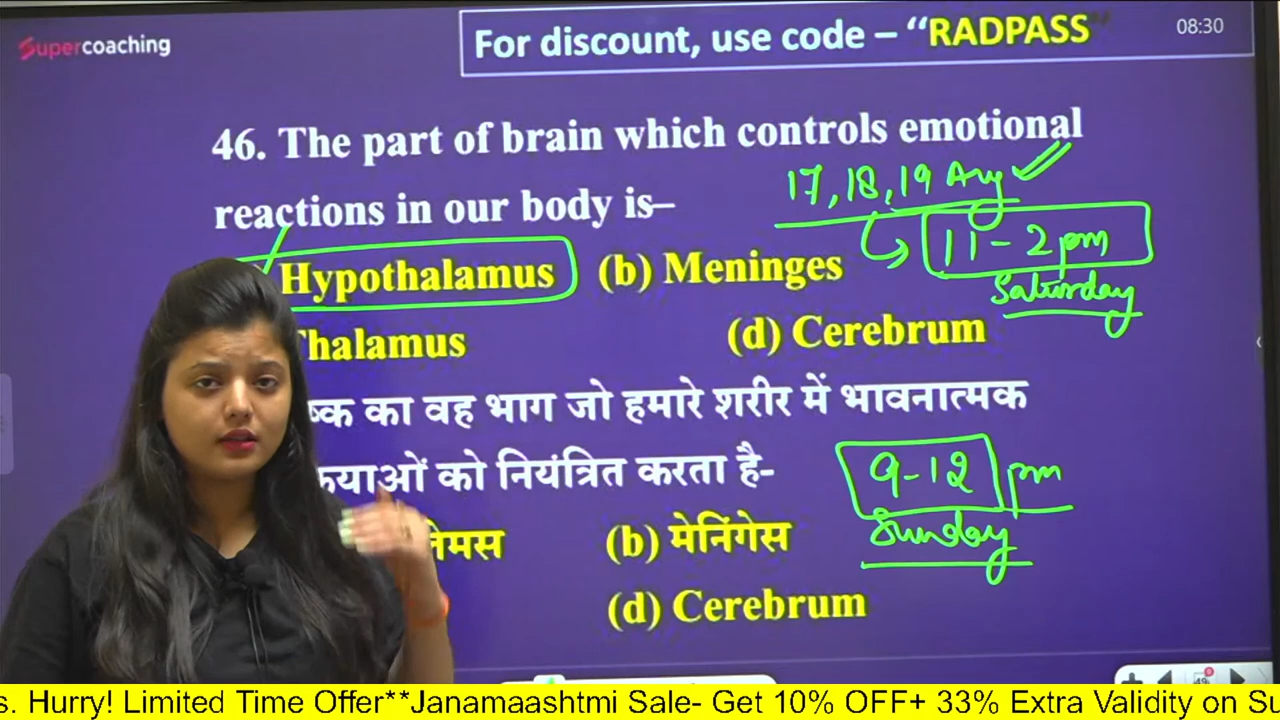 Supercoaching
For discount, use code – “RADPASS”
08:30
46. The part of brain which controls emotional
reactions in our body is–
17, 18, 19 Aug
11 – 2 pm
Saturday
Hypothalamus (b) Meninges
Thalamus (d) Cerebrum
ष्क का वह भाग जो हमारे शरीर में भावनात्मक
याओं को नियंत्रित करता है-
9-12 pm
Sunday
मस (b) मेनिंगेस
(d) Cerebrum
s. Hurry! Limited Time Offer**Janamaashtmi Sale- Get 10% OFF+ 33% Extra Validity on Su